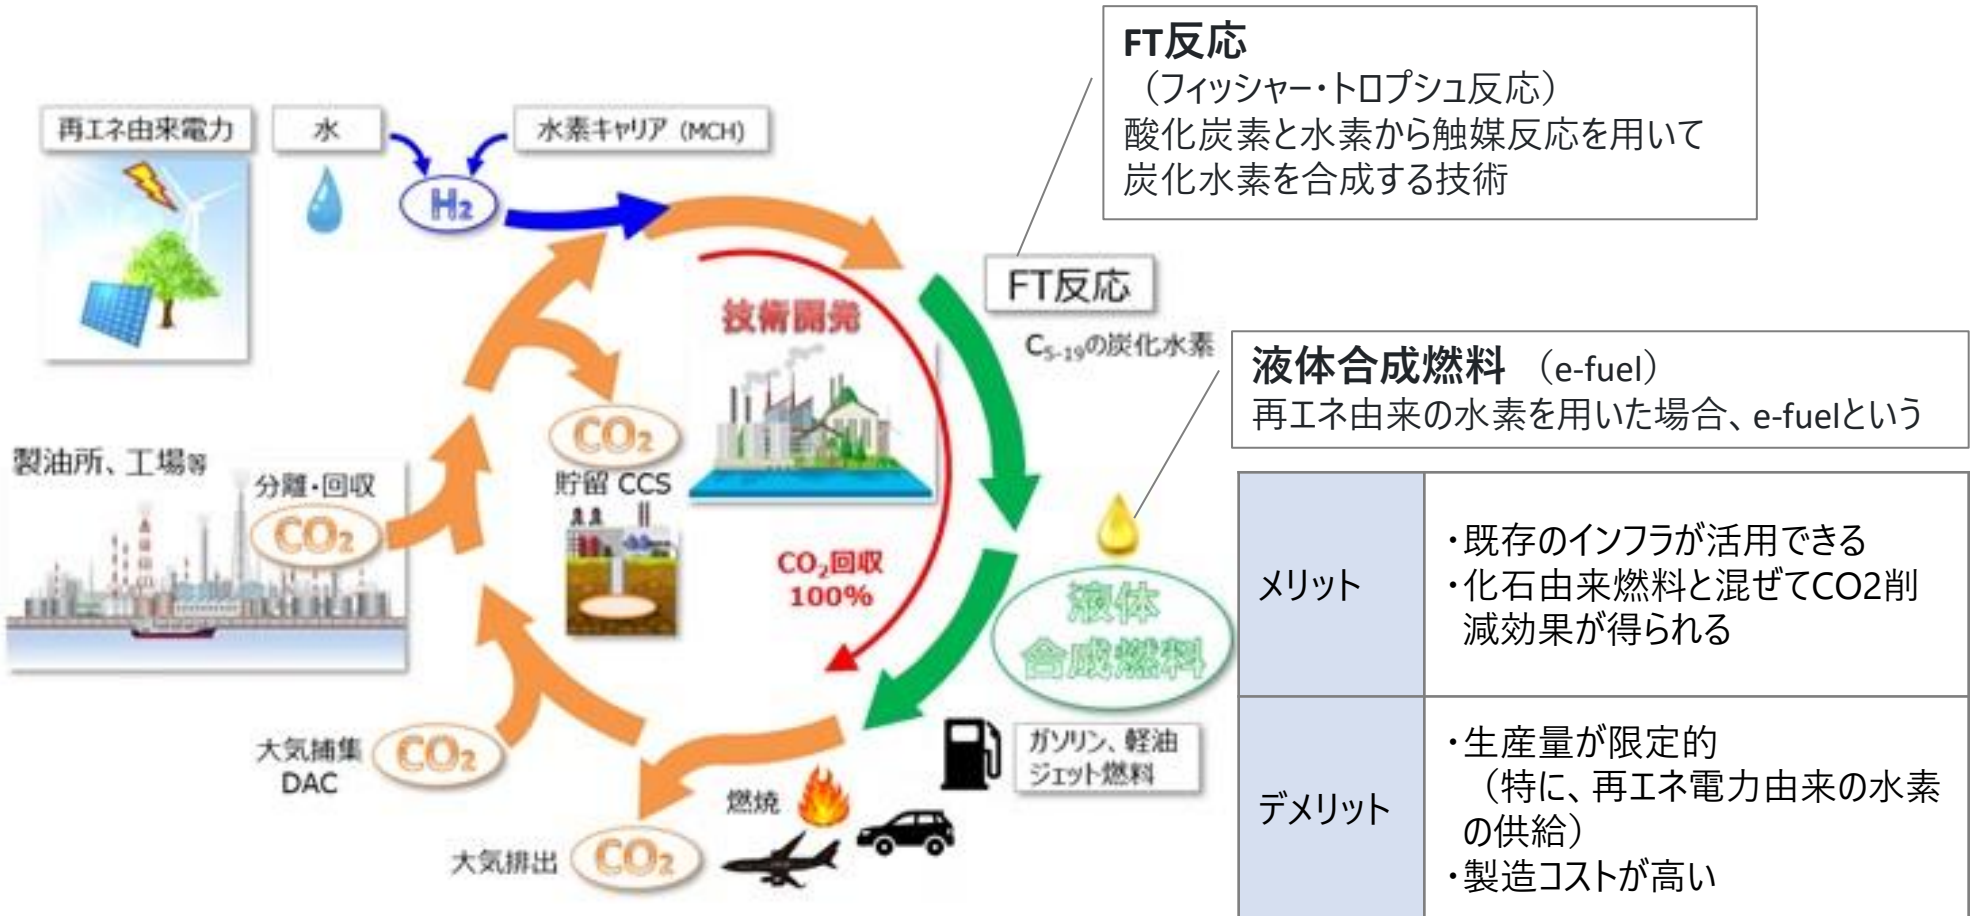 FT反応
（フィッシャー・トロプシュ反応）
酸化炭素と水素から触媒反応を用いて
炭化水素を合成する技術
再エネ由来電力
水
水素キャリア (MCH)
H₂
FT反応
C₅₋₁₉の炭化水素
技術開発
液体合成燃料 （e-fuel）
再エネ由来の水素を用いた場合、e-fuelという
CO₂
貯留 CCS
製油所、工場等
分離・回収
CO₂
CO₂回収
100%
液体
合成燃料
メリット
・既存のインフラが活用できる
・化石由来燃料と混ぜてCO2削
減効果が得られる
ガソリン、軽油
ジェット燃料
大気捕集
DAC
CO₂
燃焼
大気排出
CO₂
デメリット
・生産量が限定的
（特に、再エネ電力由来の水素
の供給）
・製造コストが高い